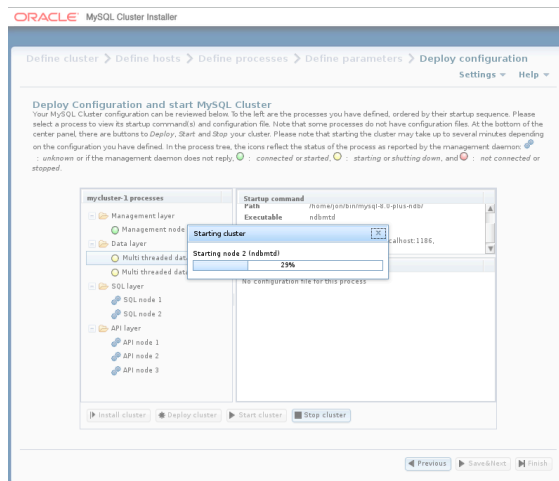 ORACLE MySQL Cluster Installer
Define cluster Define hosts Define processes Define parameters Deploy configuration
Settings Help
Deploy Configuration and start MySQL Cluster
Your MySQL Cluster configuration can be reviewed below. To the left are the processes you have defined, ordered by their startup sequence. Please
select a process to view its startup command(s) and configuration file. Note that some processes do not have configuration files. At the bottom of the
center panel, there are buttons to Deploy, Start and Stop your cluster. Please note that starting the cluster may take up to several minutes depending
on the configuration you have defined. In the process tree, the icons reflect the status of the process as reported by the management daemon:
: unknown or if the management daemon does not reply, : connected or started, : starting or shutting down, and : not connected or
stopped.
mycluster-1 processes
Management layer
Management node
Data layer
Multi threaded data
Multi threaded data
SQL layer
SQL node 1
SQL node 2
API layer
API node 1
API node 2
API node 3
Startup command
Path /home/jon/bin/mysql-8.0-plus-ndb/
Executable ndbmtd
calhost:1186,
Starting cluster x
Starting node 2 (ndbmtd)
29%
No configuration file for this process
Install cluster Deploy cluster Start cluster Stop cluster
Previous Save&Next Finish